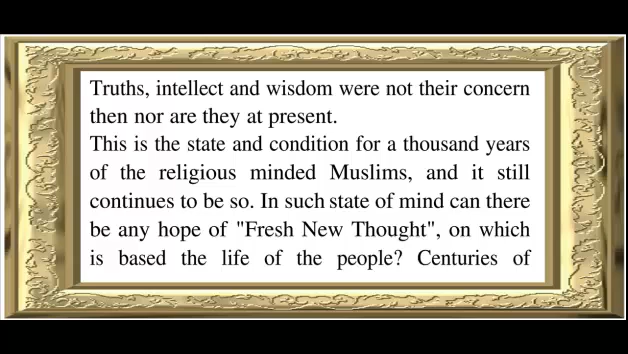 Truths, intellect and wisdom were not their concern
then nor are they at present.
This is the state and condition for a thousand years
of the religious minded Muslims, and it still
continues to be so. In such state of mind can there
be any hope of "Fresh New Thought", on which
is based the life of the people? Centuries of